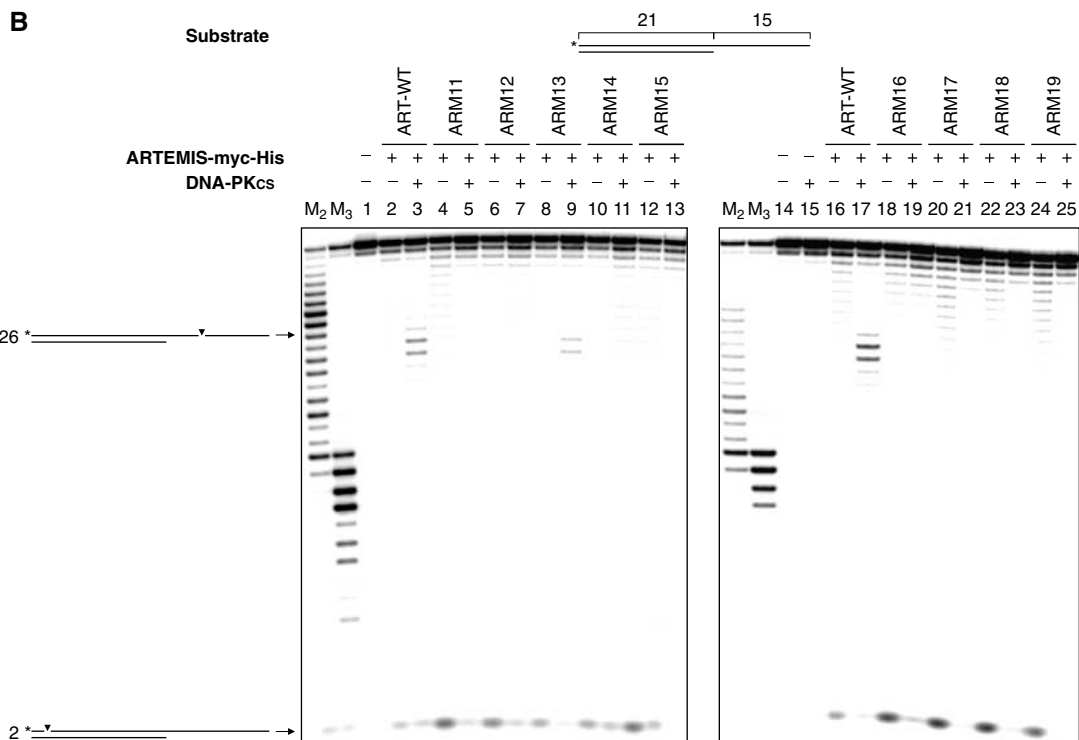 B
Substrate
21 15
*
ART-WT ARM11 ARM12 ARM13 ARM14 ARM15 ART-WT ARM16 ARM17 ARM18 ARM19
ARTEMIS-myc-His – + + + + + + + + + + + + – – + + + + + + + + + +
DNA-PKcs – – + – + – + – + – + – + – + – + – + – + – + – +
M2 M3 1 2 3 4 5 6 7 8 9 10 11 12 13 M2 M3 14 15 16 17 18 19 20 21 22 23 24 25
26 *
2 *